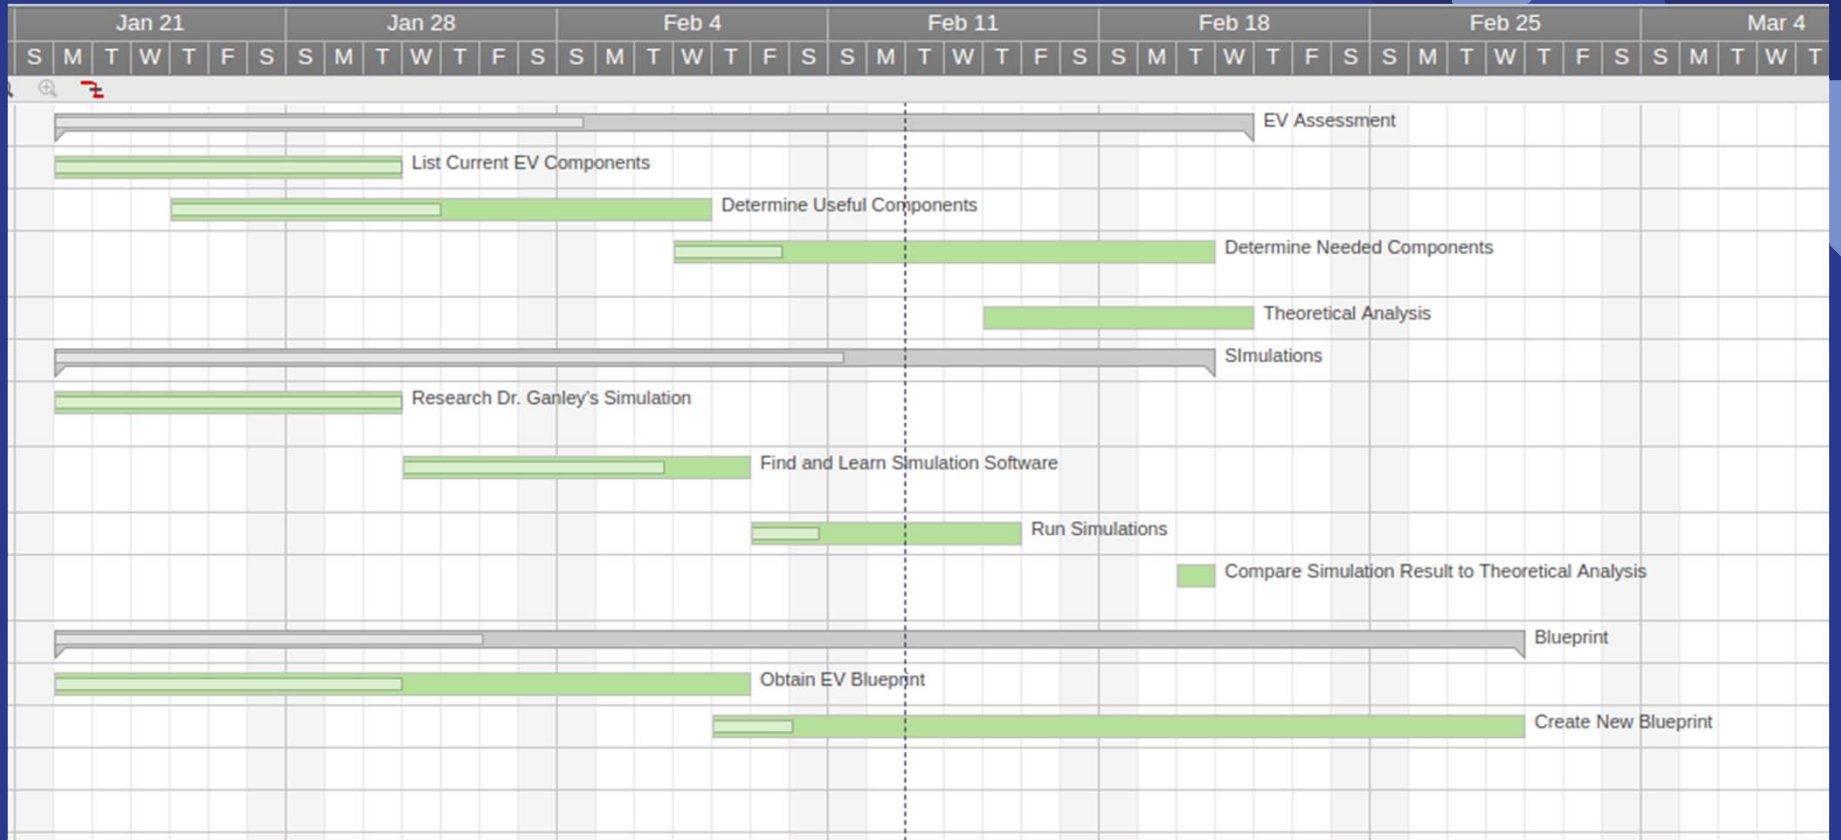 Jan 21 Jan 28 Feb 4 Feb 11 Feb 18 Feb 25 Mar 4
S M T W T F S S M T W T F S S M T W T F S S M T W T F S S M T W T F S S M T W T F S S M T W T
EV Assessment
List Current EV Components
Determine Useful Components
Determine Needed Components
Theoretical Analysis
SImulations
Research Dr. Ganley's Simulation
Find and Learn Simulation Software
Run Simulations
Compare Simulation Result to Theoretical Analysis
Blueprint
Obtain EV Blueprint
Create New Blueprint